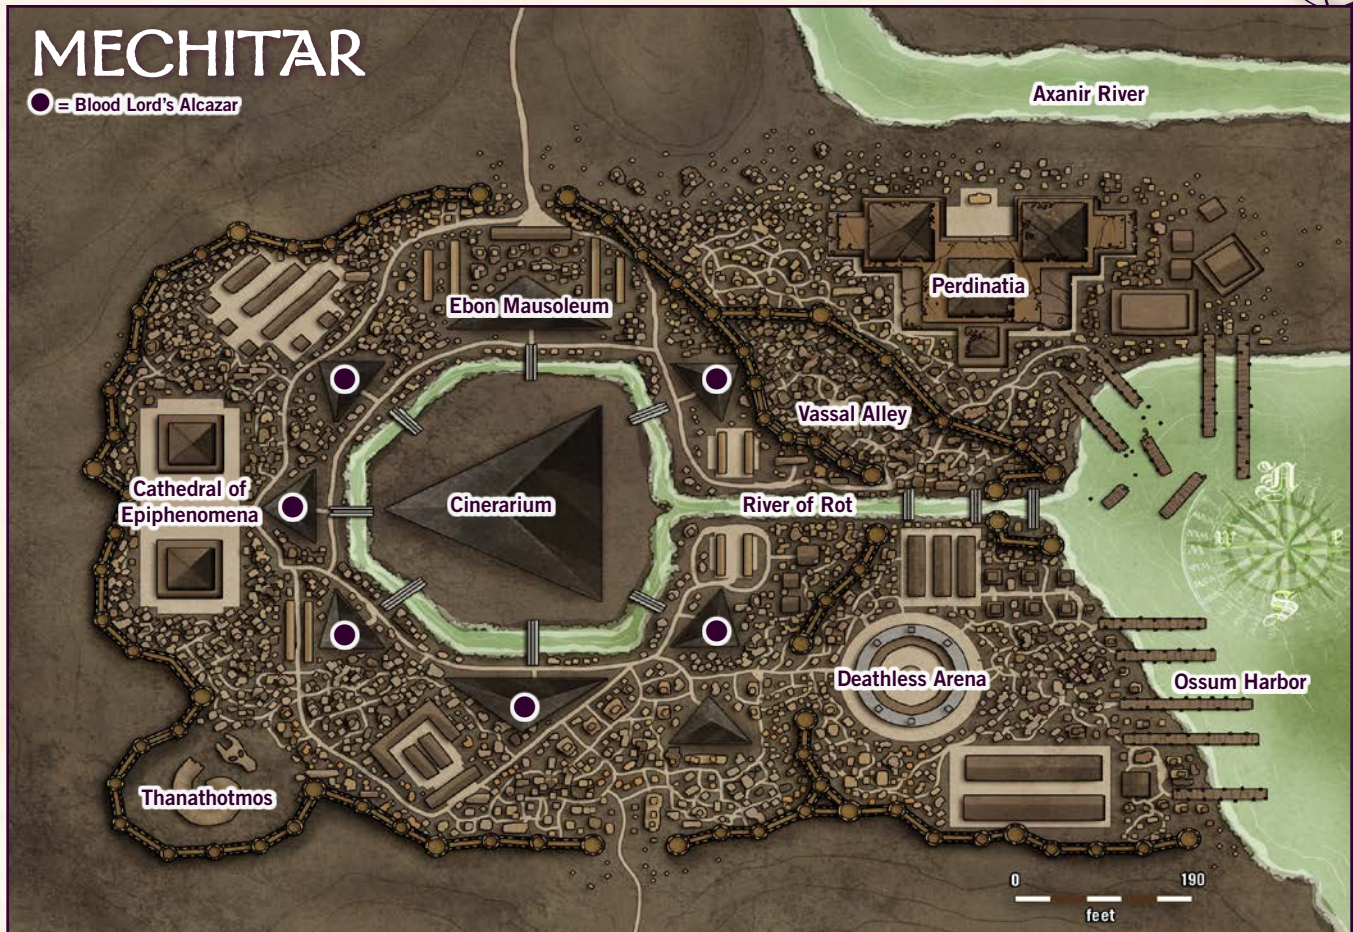 MECHITAR
= Blood Lord's Alcazar
Axanir River
Perdinatia
Ebon Mausoleum
Vassal Alley
Cathedral of
Epiphenomena
Cinerarium
River of Rot
N
W
E
S
Deathless Arena
Ossum Harbor
Thanathotmos
0 190
feet